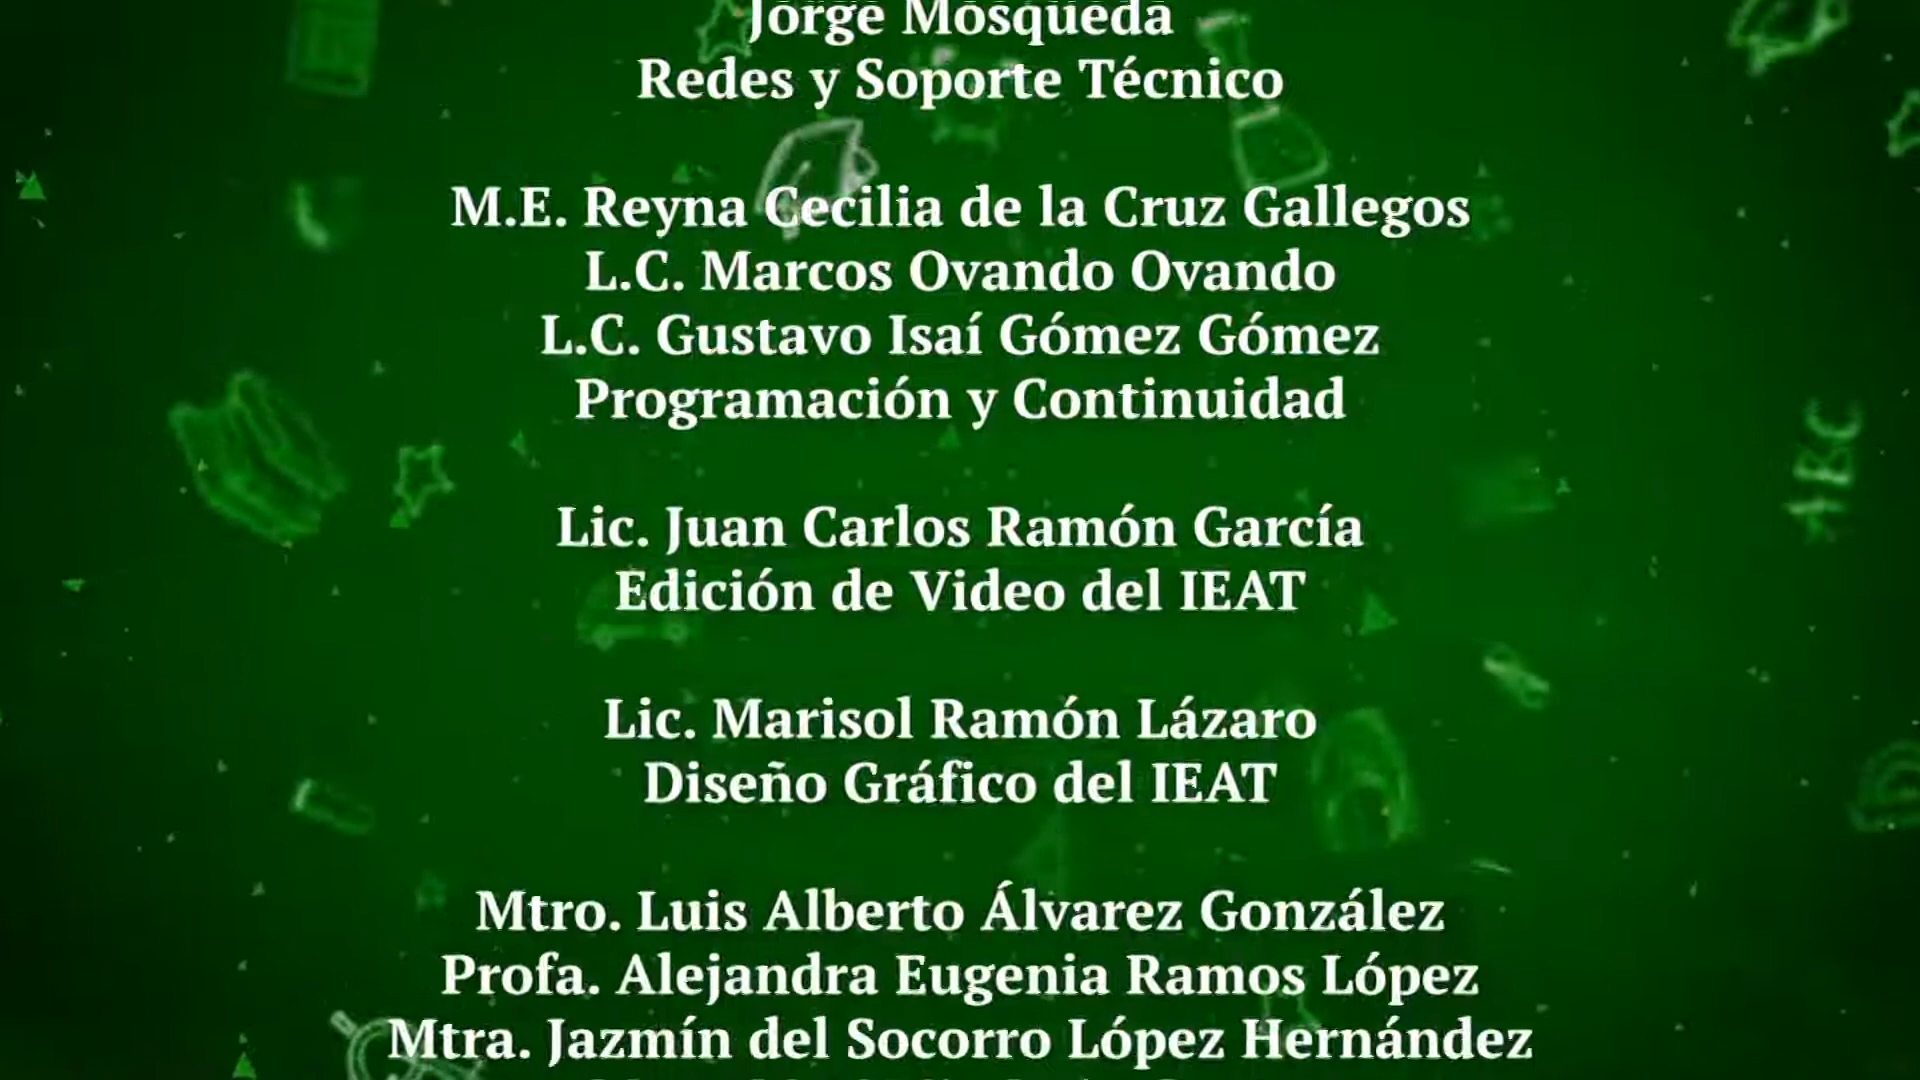 Jorge Mosqueda
Redes y Soporte Técnico
M.E. Reyna Cecilia de la Cruz Gallegos
L.C. Marcos Ovando Ovando
L.C. Gustavo Isaí Gómez Gómez
Programación y Continuidad
Lic. Juan Carlos Ramón García
Edición de Video del IEAT
Lic. Marisol Ramón Lázaro
Diseño Gráfico del IEAT
Mtro. Luis Alberto Álvarez González
Profa. Alejandra Eugenia Ramos López
Mtra. Jazmín del Socorro López Hernández
ABC